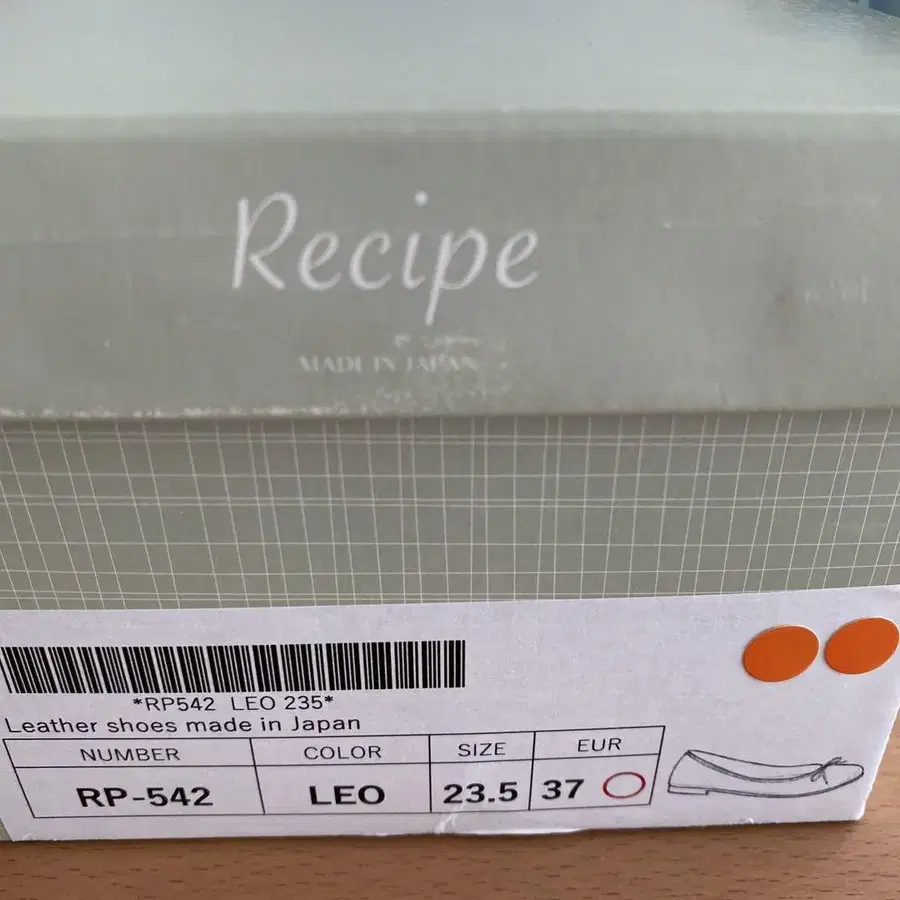 Recipe
MADE IN JAPAN
*RP542 LEO 235*
Leather shoes made in Japan
NUMBER COLOR SIZE EUR
RP-542 LEO 23.5 37